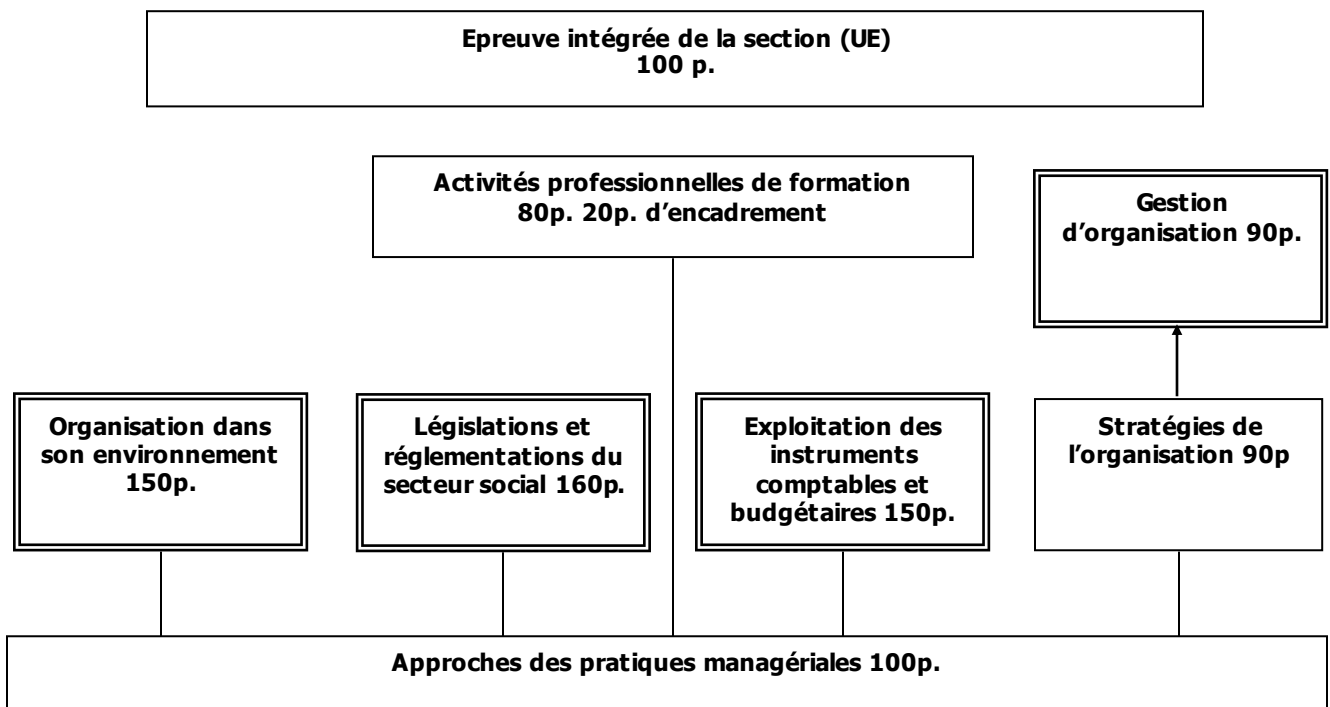 Epreuve intégrée de la section (UE)
100 p.
Activités professionnelles de formation
80p. 20p. d’encadrement
Gestion
d’organisation 90p.
Organisation dans
son environnement
150p.
Législations et
réglementations du
secteur social 160p.
Exploitation des
instruments
comptables et
budgétaires 150p.
Stratégies de
l’organisation 90p
Approches des pratiques managériales 100p.